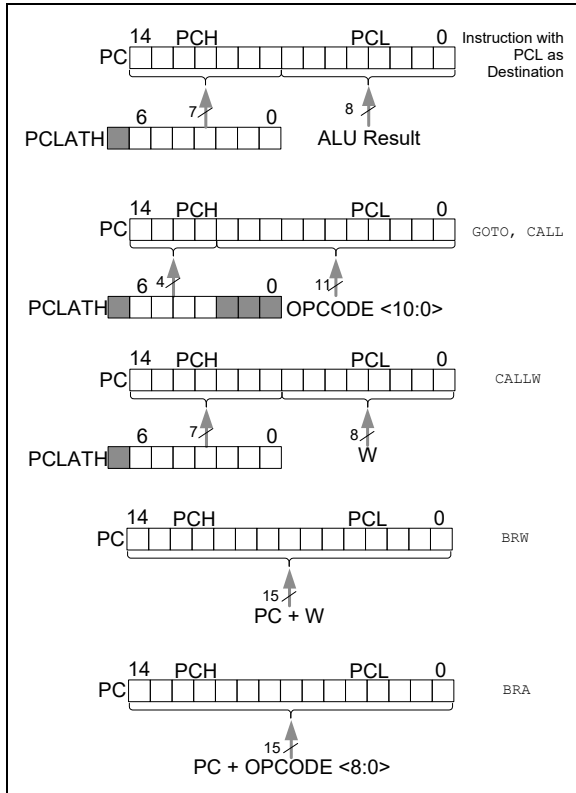 14 PCH PCL 0
PC
Instruction with
PCL as
Destination
7 8
6 0
PCLATH
ALU Result
14 PCH PCL 0
PC
GOTO, CALL
4 11
6 0
PCLATH
OPCODE <10:0>
14 PCH PCL 0
PC
CALLW
7 8
6 0
PCLATH
W
14 PCH PCL 0
PC
BRW
15
PC + W
14 PCH PCL 0
PC
BRA
15
PC + OPCODE <8:0>